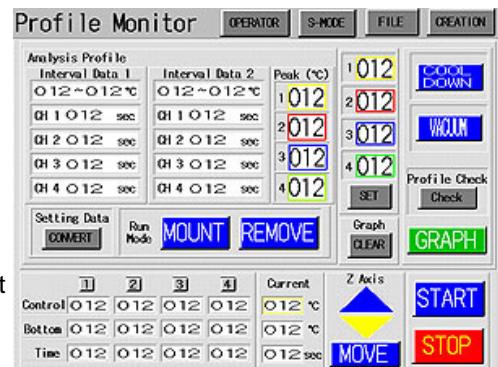 Profile Monitor OPERATOR S-MODE FILE CREATION
Analysis Profile
Interval Data 1 Interval Data 2 Peak (℃)
012~012℃ 012~012℃ 1 012
CH 1 012 sec CH 1 012 sec 2 012
CH 2 012 sec CH 2 012 sec 3 012
CH 3 012 sec CH 3 012 sec 4 012
CH 4 012 sec CH 4 012 sec
1 012
2 012
3 012
4 012
SET
COOL
DOWN
VACUUM
Profile Check
Check
Setting Data
CONVERT
Run
Mode
MOUNT REMOVE
Graph
CLEAR
GRAPH
t
1 2 3 4 Current
Control 012 012 012 012 012 ℃
Bottom 012 012 012 012 012 ℃
Time 012 012 012 012 012 sec
Z Axis
MOVE
START
STOP